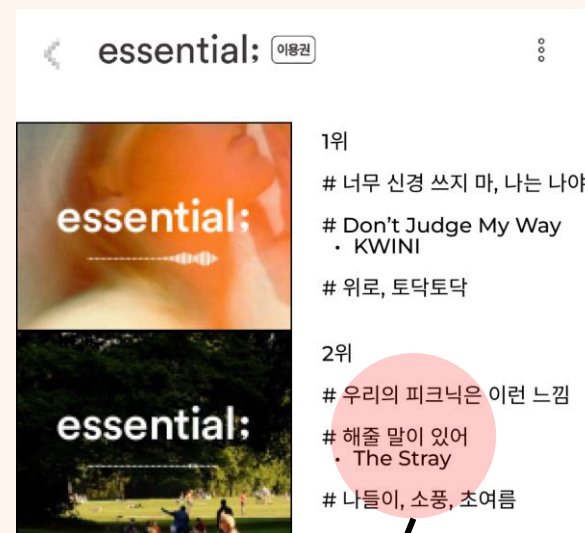 essential; 이용권
essential;
1위
# 너무 신경 쓰지 마, 나는 나야
# Don't Judge My Way
• KWINI
# 위로, 토닥토닥
essential;
2위
# 우리의 피크닉은 이런 느낌
# 해줄 말이 있어
• The Stray
# 나들이, 소풍, 초여름